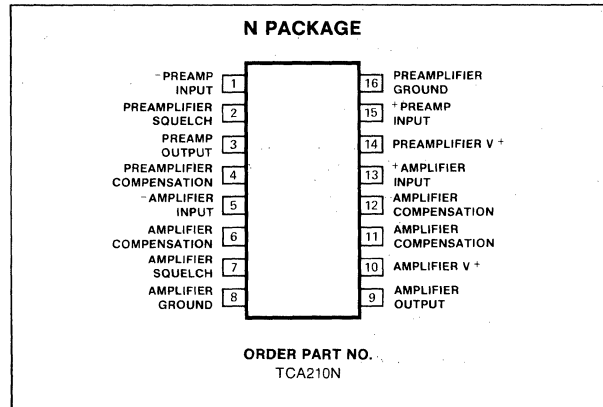 N PACKAGE
-PREAMP
INPUT
1
PREAMPLIFIER
SQUELCH
2
PREAMP
OUTPUT
3
PREAMPLIFIER
COMPENSATION
4
-AMPLIFIER
INPUT
5
AMPLIFIER
COMPENSATION
6
AMPLIFIER
SQUELCH
7
AMPLIFIER
GROUND
8
16
PREAMPLIFIER
GROUND
15
+PREAMP
INPUT
14
PREAMPLIFIER V+
13
+AMPLIFIER
INPUT
12
AMPLIFIER
COMPENSATION
11
AMPLIFIER
COMPENSATION
10
AMPLIFIER V+
9
AMPLIFIER
OUTPUT
ORDER PART NO.
TCA210N